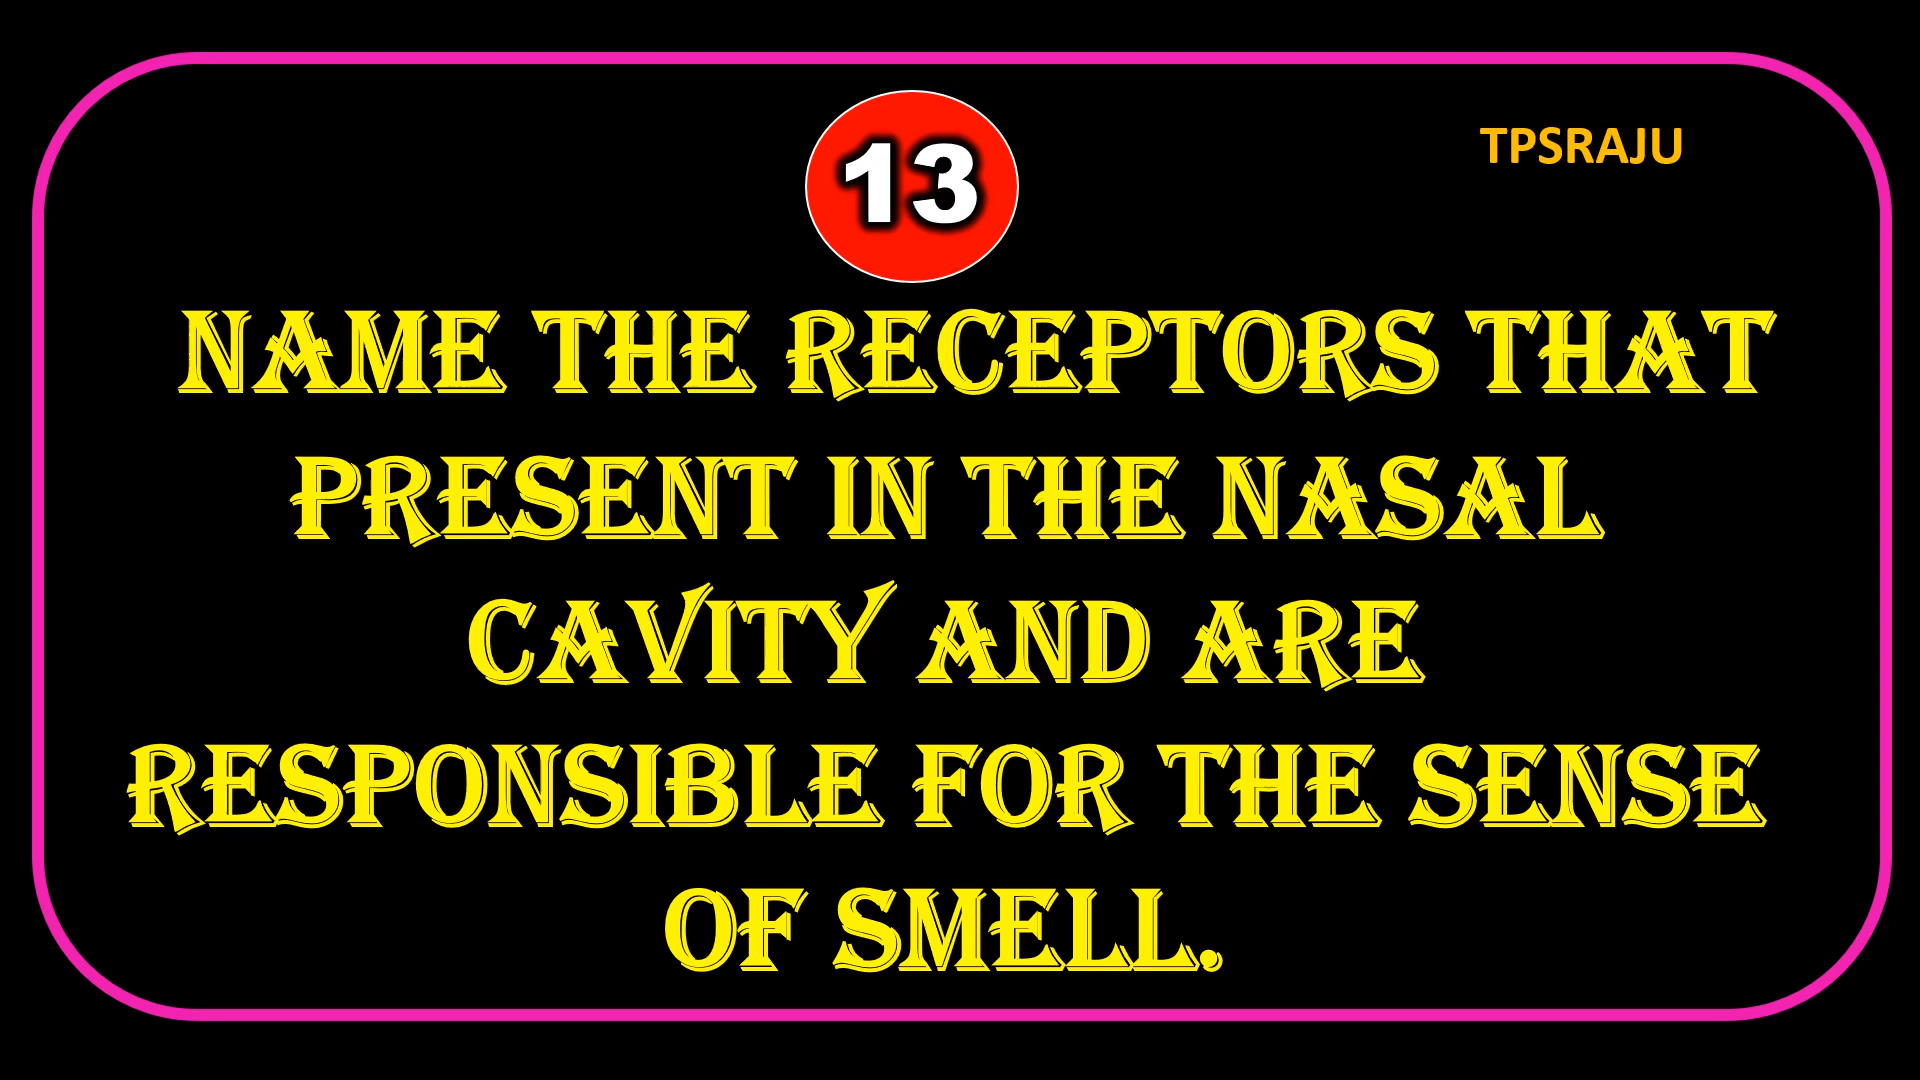 13
TPSRAJU
NAME THE RECEPTORS THAT
PRESENT IN THE NASAL
CAVITY AND ARE
RESPONSIBLE FOR THE SENSE
OF SMELL.